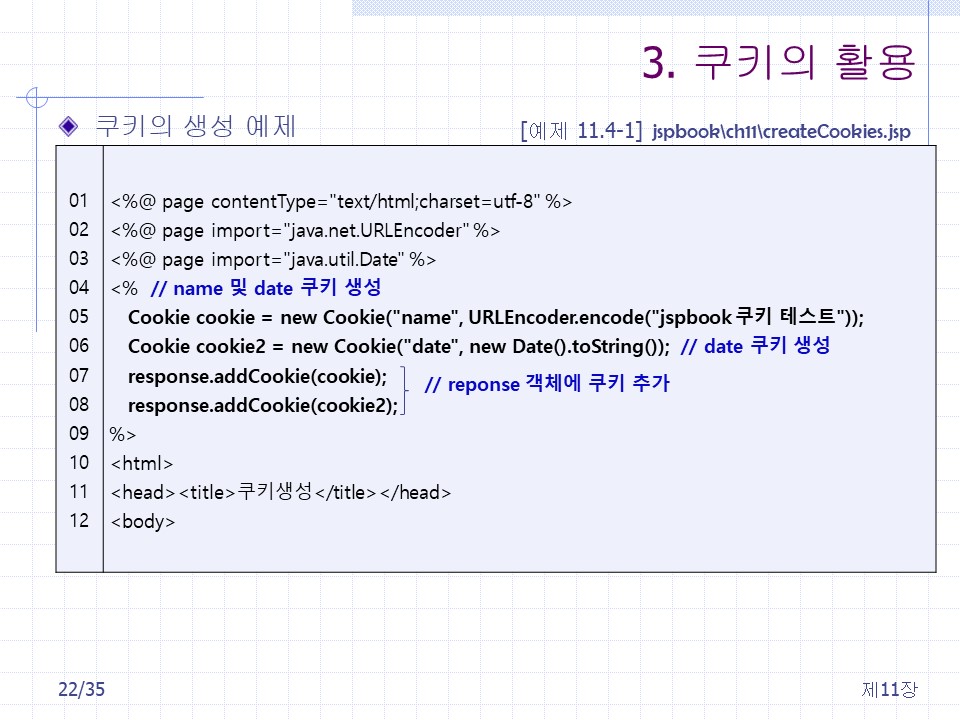 3. 쿠키의 활용
쿠키의 생성 예제
[예제 11.4-1] jspbook\ch11\createCookies.jsp
01 <%@ page contentType="text/html;charset=utf-8" %>
02 <%@ page import="java.net.URLEncoder" %>
03 <%@ page import="java.util.Date" %>
04 <% // name 및 date 쿠키 생성
05 Cookie cookie = new Cookie("name", URLEncoder.encode("jspbook 쿠키 테스트"));
06 Cookie cookie2 = new Cookie("date", new Date().toString()); // date 쿠키 생성
07 response.addCookie(cookie);
// reponse 객체에 쿠키 추가
08 response.addCookie(cookie2);
09 %>
10 <html>
11 <head><title>쿠키생성</title></head>
12 <body>
22/35
제11장